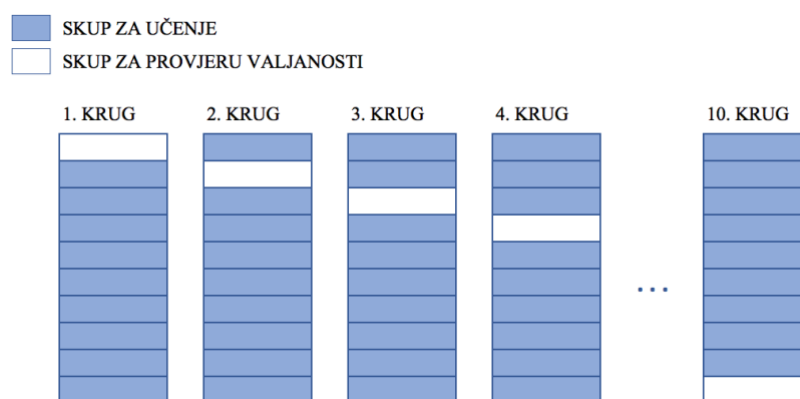 SKUP ZA UČENJE
SKUP ZA PROVJERU VALJANOSTI
1. KRUG 2. KRUG 3. KRUG 4. KRUG 10. KRUG
...